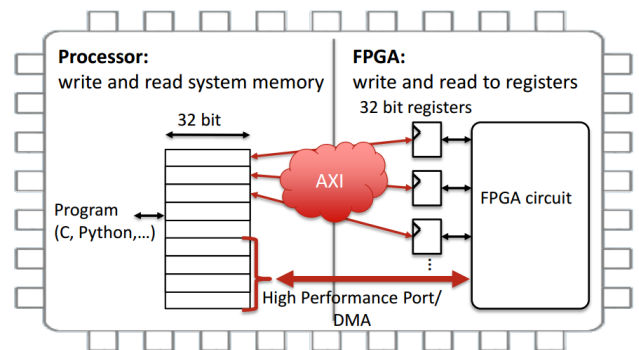 Processor:
write and read system memory
FPGA:
write and read to registers
32 bit registers
32 bit
AXI
Program
(C, Python,...)
FPGA circuit
...
High Performance Port/
DMA